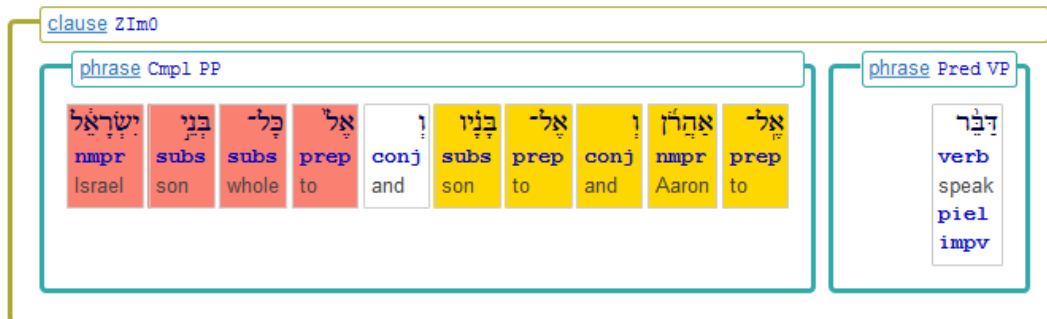 clause ZIm0
phrase Cmpl PP phrase Pred VP
דַּבֵּ֨ר אֶֽל־ אַהֲרֹ֜ן וְ אֶל־ בָּנָ֗יו וְ אֶל֙ כָּל־ בְּנֵ֣י יִשְׂרָאֵ֔ל
nmpr subs subs prep conj subs prep conj nmpr prep verb
Israel son whole to and son to and Aaron to speak
piel
impv